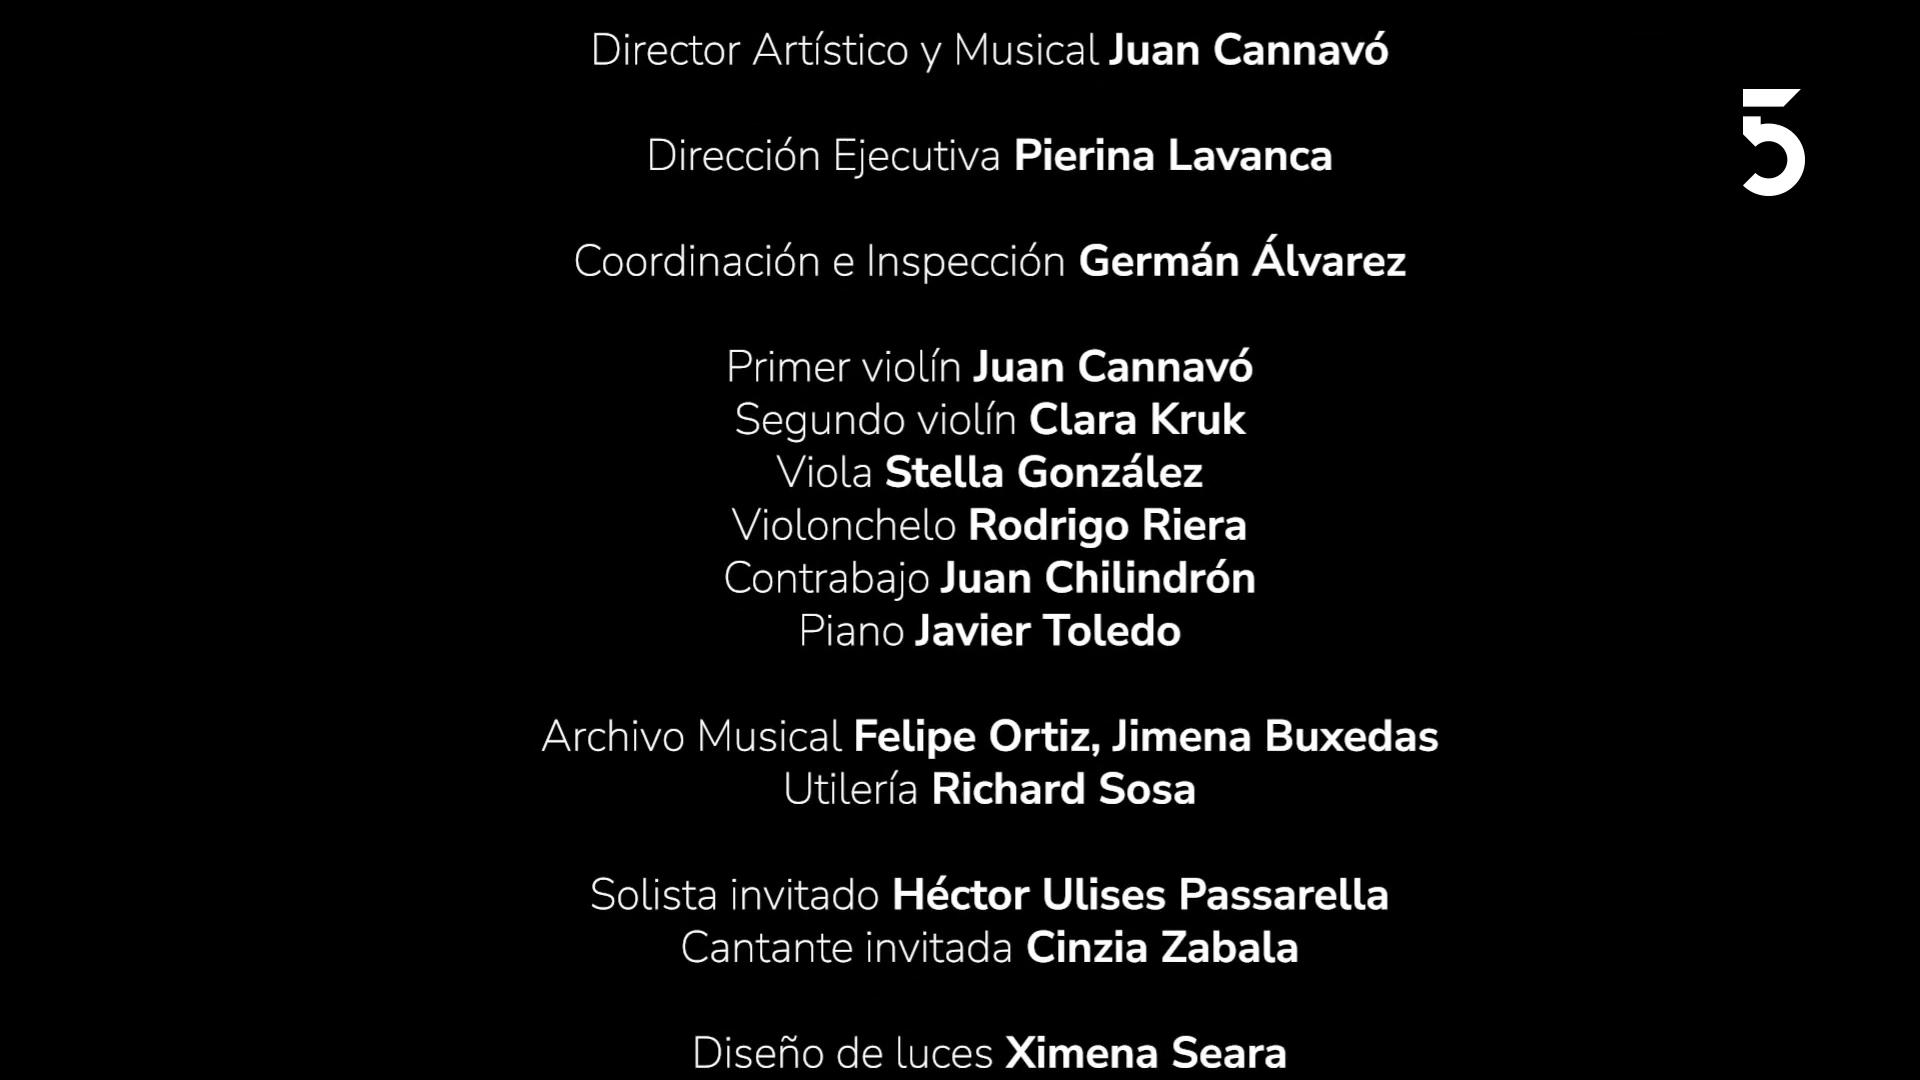 Director Artístico y Musical Juan Cannavó
5
Dirección Ejecutiva Pierina Lavanca
Coordinación e Inspección Germán Álvarez
Primer violín Juan Cannavó
Segundo violín Clara Kruk
Viola Stella González
Violonchelo Rodrigo Riera
Contrabajo Juan Chilindrón
Piano Javier Toledo
Archivo Musical Felipe Ortiz, Jimena Buxedas
Utilería Richard Sosa
Solista invitado Héctor Ulises Passarella
Cantante invitada Cinzia Zabala
Diseño de luces Ximena Seara